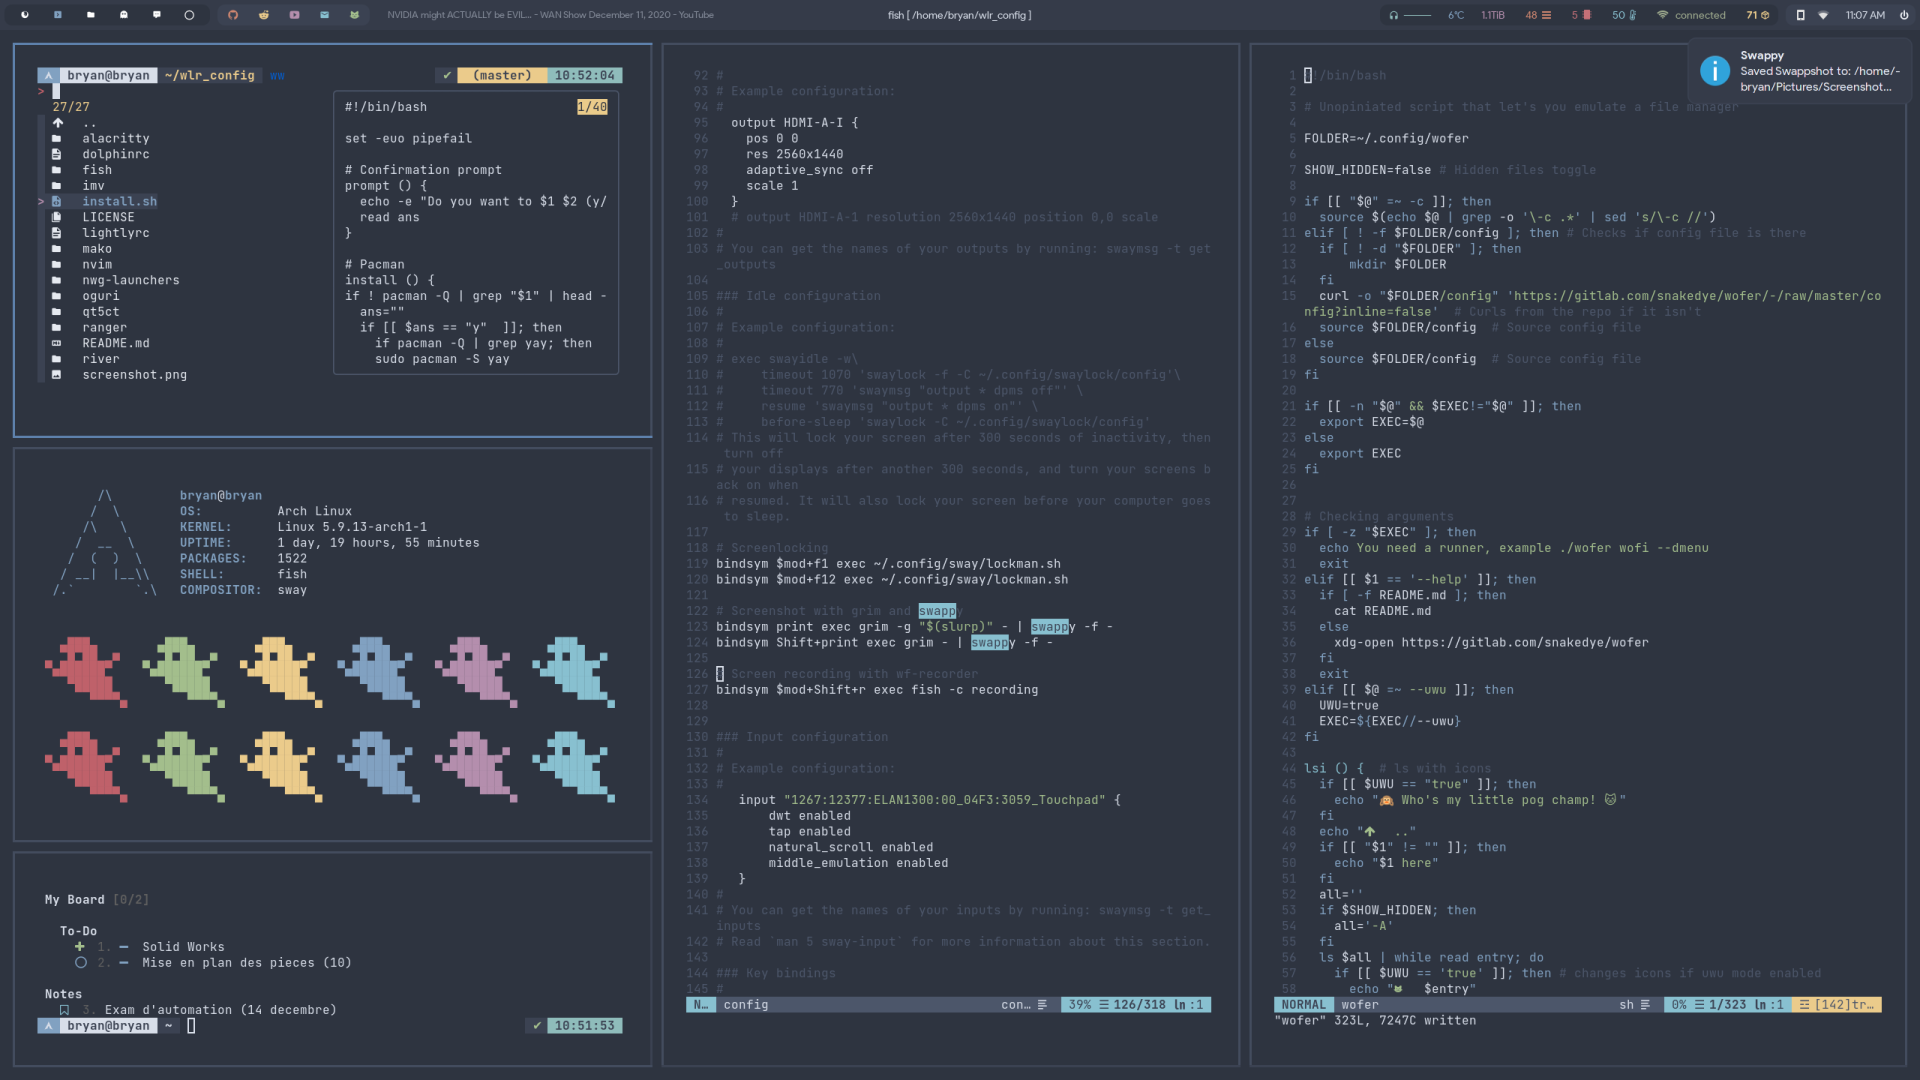 NVIDIA might ACTUALLY be EVIL... - WAN Show December 11, 2020 - YouTube
fish [ /home/bryan/wlr_config ]
6°C 1.1TiB 48 5 50 connected 71 11:07 AM
Swappy
Saved Swappshot to: /home/-
bryan/Pictures/Screenshot...
bryan@bryan ~/wlr_config ww ✔ (master) 10:52:04
>
27/27
..
alacritty
dolphinrc
fish
imv
> install.sh
LICENSE
lightlyrc
mako
nvim
nwg-launchers
oguri
qt5ct
ranger
README.md
river
screenshot.png
#!/bin/bash 1/40
set -euo pipefail
# Confirmation prompt
prompt () {
echo -e "Do you want to $1 $2 (y/
read ans
}
# Pacman
install () {
if ! pacman -Q | grep "$1" | head -
ans=""
if [[ $ans == "y"  ]]; then
if pacman -Q | grep yay; then
sudo pacman -S yay
/\
/  \
/\   \
/  __  \
/  (  )  \
/ __|  |__\\
/.`        `.\
bryan@bryan
OS: Arch Linux
KERNEL: Linux 5.9.13-arch1-1
UPTIME: 1 day, 19 hours, 55 minutes
PACKAGES: 1522
SHELL: fish
COMPOSITOR: sway
My Board [0/2]
To-Do
1. — Solid Works
2. — Mise en plan des pieces (10)
Notes
3. Exam d'automation (14 decembre)
bryan@bryan ~ ✔ 10:51:53
92 #
93 # Example configuration:
94 #
95 output HDMI-A-I {
96 pos 0 0
97 res 2560x1440
98 adaptive_sync off
99 scale 1
100 }
101 # output HDMI-A-1 resolution 2560x1440 position 0,0 scale
102 #
103 # You can get the names of your outputs by running: swaymsg -t get
_outputs
104
105 ### Idle configuration
106 #
107 # Example configuration:
108 #
109 # exec swayidle -w\
110 #     timeout 1070 'swaylock -f -C ~/.config/swaylock/config'\
111 #     timeout 770 'swaymsg "output * dpms off"' \
112 #     resume 'swaymsg "output * dpms on"' \
113 #     before-sleep 'swaylock -C ~/.config/swaylock/config'
114 # This will lock your screen after 300 seconds of inactivity, then
turn off
115 # your displays after another 300 seconds, and turn your screens b
ack on when
116 # resumed. It will also lock your screen before your computer goes
to sleep.
117
118 # Screenlocking
119 bindsym $mod+f1 exec ~/.config/sway/lockman.sh
120 bindsym $mod+f12 exec ~/.config/sway/lockman.sh
121
122 # Screenshot with grim and swappy
123 bindsym print exec grim -g "$(slurp)" - | swappy -f -
124 bindsym Shift+print exec grim - | swappy -f -
125
126 # Screen recording with wf-recorder
127 bindsym $mod+Shift+r exec fish -c recording
128
129
130 ### Input configuration
131 #
132 # Example configuration:
133 #
134 input "1267:12377:ELAN1300:00_04F3:3059_Touchpad" {
135 dwt enabled
136 tap enabled
137 natural_scroll enabled
138 middle_emulation enabled
139 }
140 #
141 # You can get the names of your inputs by running: swaymsg -t get_
inputs
142 # Read `man 5 sway-input` for more information about this section.
143
144 ### Key bindings
145 #
N… config con… 39% ☰ 126/318 ln :1
1 #!/bin/bash
2
3 # Unopiniated script that let's you emulate a file manager
4
5 FOLDER=~/.config/wofer
6
7 SHOW_HIDDEN=false # Hidden files toggle
8
9 if [[ "$@" =~ -c ]]; then
10 source $(echo $@ | grep -o '\-c .*' | sed 's/\-c //')
11 elif [ ! -f $FOLDER/config ]; then # Checks if config file is there
12 if [ ! -d "$FOLDER" ]; then
13 mkdir $FOLDER
14 fi
15 curl -o "$FOLDER/config" 'https://gitlab.com/snakedye/wofer/-/raw/master/co
nfig?inline=false'  # Curls from the repo if it isn't
16 source $FOLDER/config  # Source config file
17 else
18 source $FOLDER/config  # Source config file
19 fi
20
21 if [[ -n "$@" && $EXEC!="$@" ]]; then
22 export EXEC=$@
23 else
24 export EXEC
25 fi
26
27
28 # Checking arguments
29 if [ -z "$EXEC" ]; then
30 echo You need a runner, example ./wofer wofi --dmenu
31 exit
32 elif [[ $1 == '--help' ]]; then
33 if [ -f README.md ]; then
34 cat README.md
35 else
36 xdg-open https://gitlab.com/snakedye/wofer
37 fi
38 exit
39 elif [[ $@ =~ --uwu ]]; then
40 UWU=true
41 EXEC=${EXEC//--uwu}
42 fi
43
44 lsi () {  # ls with icons
45 if [[ $UWU == "true" ]]; then
46 echo "🙈 Who's my little pog champ! 🐱"
47 fi
48 echo "↑  .."
49 if [[ "$1" != "" ]]; then
50 echo "$1 here"
51 fi
52 all=''
53 if $SHOW_HIDDEN; then
54 all='-A'
55 fi
56 ls $all | while read entry; do
57 if [[ $UWU == 'true' ]]; then # changes icons if uwu mode enabled
58 echo "  $entry"
NORMAL wofer sh 0% ☰ 1/323 ln :1 ☲ [142]tr…
"wofer" 323L, 7247C written